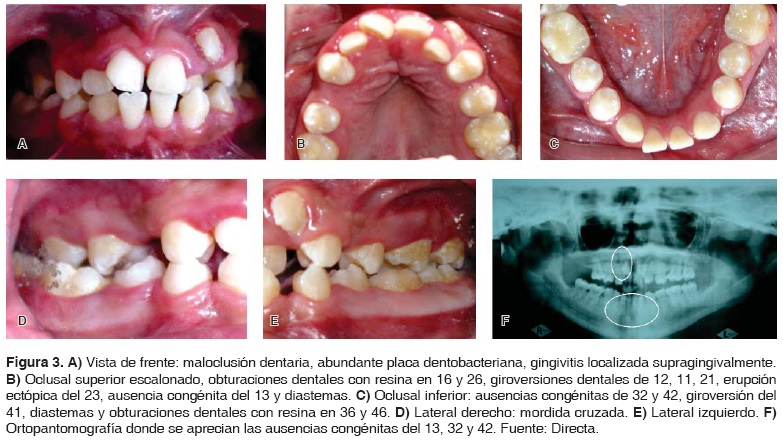 A
B
C
D
E
F
Figura 3. A) Vista de frente: maloclusión dentaria, abundante placa dentobacteriana, gingivitis localizada supragingivalmente.
B) Oclusal superior escalonado, obturaciones dentales con resina en 16 y 26, giroversiones dentales de 12, 11, 21, erupción
ectópica del 23, ausencia congénita del 13 y diastemas. C) Oclusal inferior: ausencias congénitas de 32 y 42, giroversión del
41, diastemas y obturaciones dentales con resina en 36 y 46. D) Lateral derecho: mordida cruzada. E) Lateral izquierdo. F)
Ortopantomografía donde se aprecian las ausencias congénitas del 13, 32 y 42. Fuente: Directa.